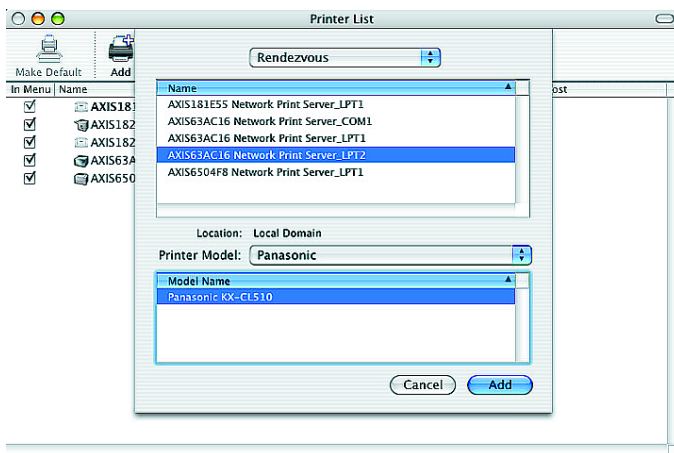 Printer List
Make Default
Add
Rendezvous
In Menu Name
ost
Name
AXIS181E55 Network Print Server_LPT1
AXIS63AC16 Network Print Server_COM1
AXIS63AC16 Network Print Server_LPT1
AXIS63AC16 Network Print Server_LPT2
AXIS6504F8 Network Print Server_LPT1
AXIS181
AXIS182
AXIS182
AXIS63A
AXIS650
Location: Local Domain
Printer Model: Panasonic
Model Name
Panasonic KX-CL510
Cancel
Add